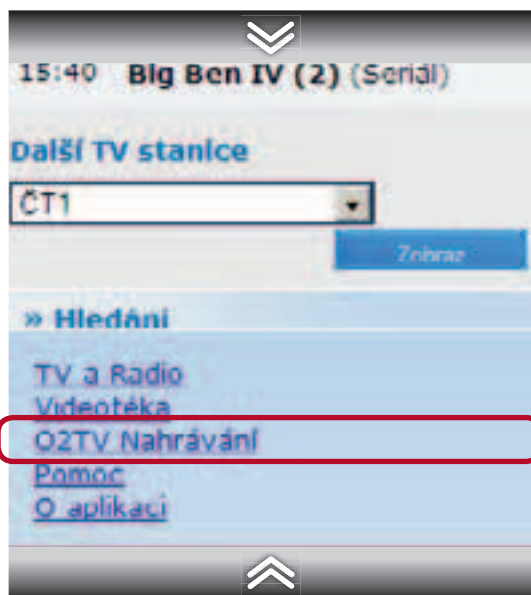 15:40 Big Ben IV (2) (Seriál)
Další TV stanice
ČT1
Zobraz
» Hledání
TV a Radio
Videotéka
O2TV Nahrávání
Pomoc
O aplikaci